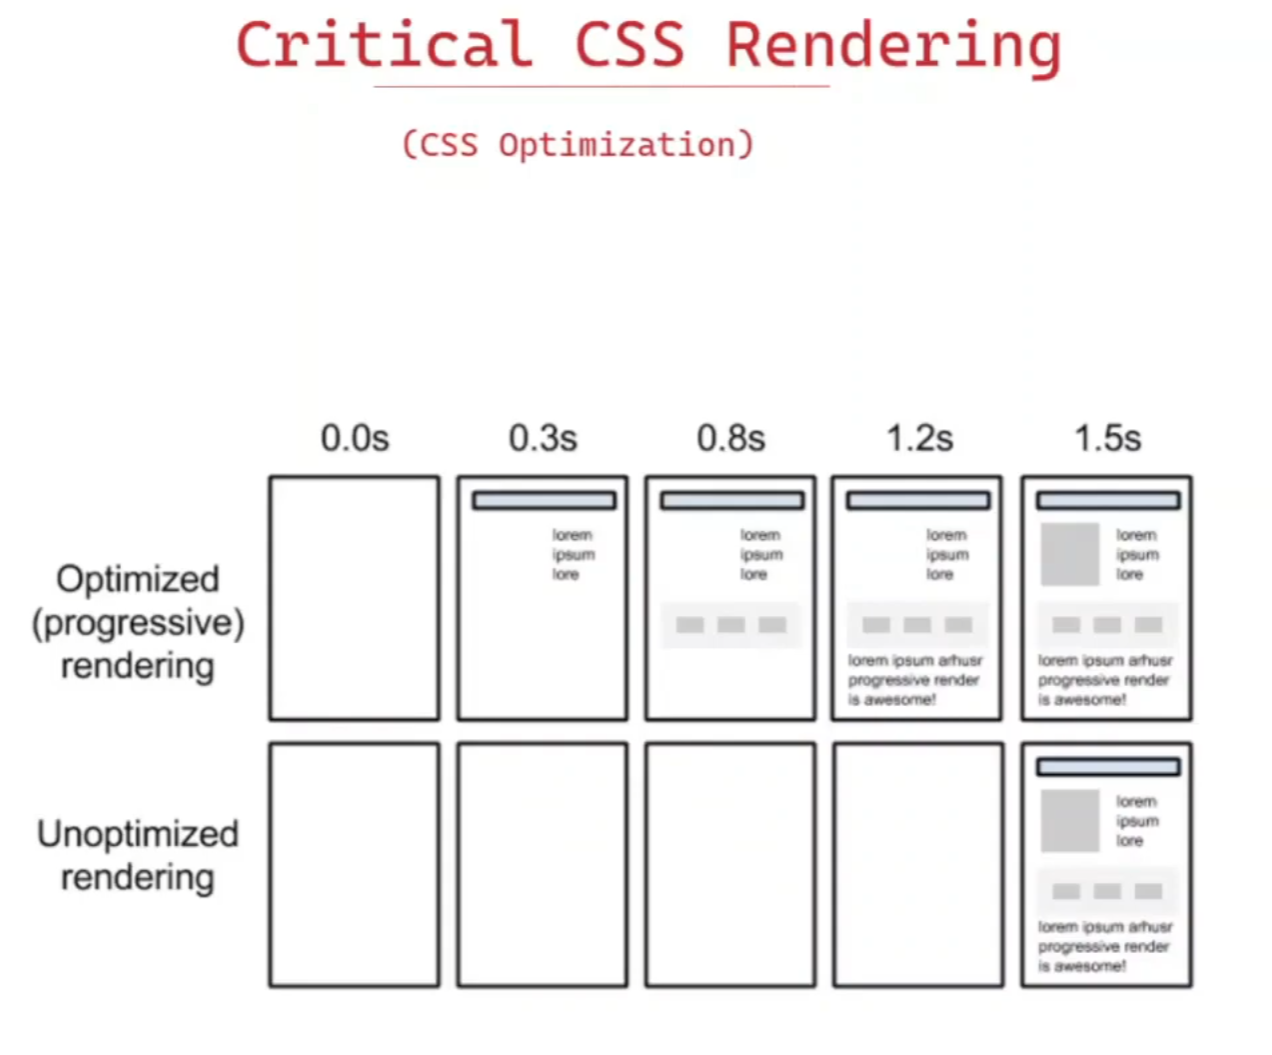 Critical CSS Rendering
(CSS Optimization)
0.0s 0.3s 0.8s 1.2s 1.5s
Optimized
(progressive)
rendering
lorem
ipsum
lore
lorem
ipsum
lore
lorem
ipsum
lore
lorem ipsum arhusr
progressive render
is awesome!
lorem
ipsum
lore
lorem ipsum arhusr
progressive render
is awesome!
Unoptimized
rendering
lorem
ipsum
lore
lorem ipsum arhusr
progressive render
is awesome!